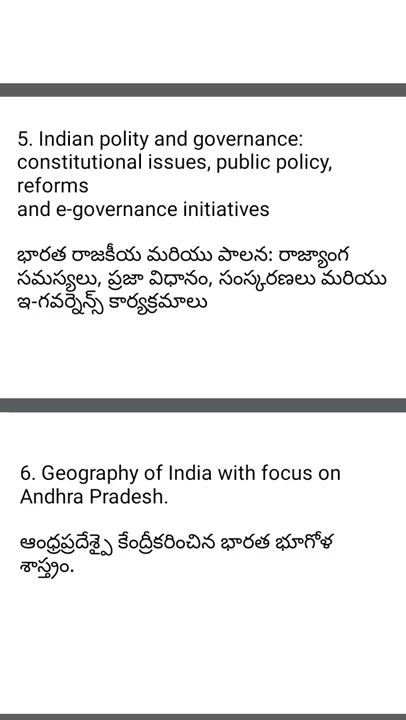 5. Indian polity and governance:
constitutional issues, public policy,
reforms
and e-governance initiatives
భారత రాజకీయ మరియు పాలన: రాజ్యాంగ
సమస్యలు, ప్రజా విధానం, సంస్కరణలు మరియు
ఇ-గవర్నెన్స్ కార్యక్రమాలు
6. Geography of India with focus on
Andhra Pradesh.
ఆంధ్రప్రదేశ్పై కేంద్రీకరించిన భారత భూగోళ
శాస్త్రం.